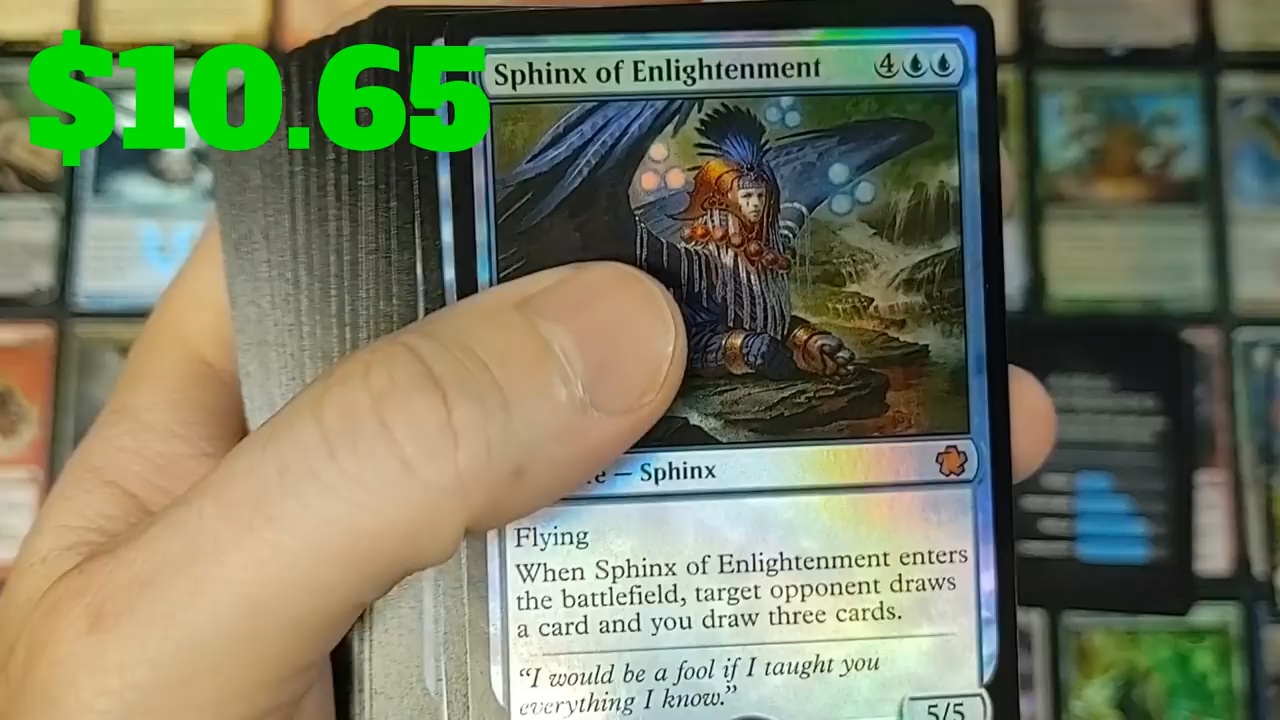 $10.65
Sphinx of Enlightenment 4
— Sphinx
Flying
When Sphinx of Enlightenment enters
the battlefield, target opponent draws
a card and you draw three cards.
“I would be a fool if I taught you
everything I know.”
5/5